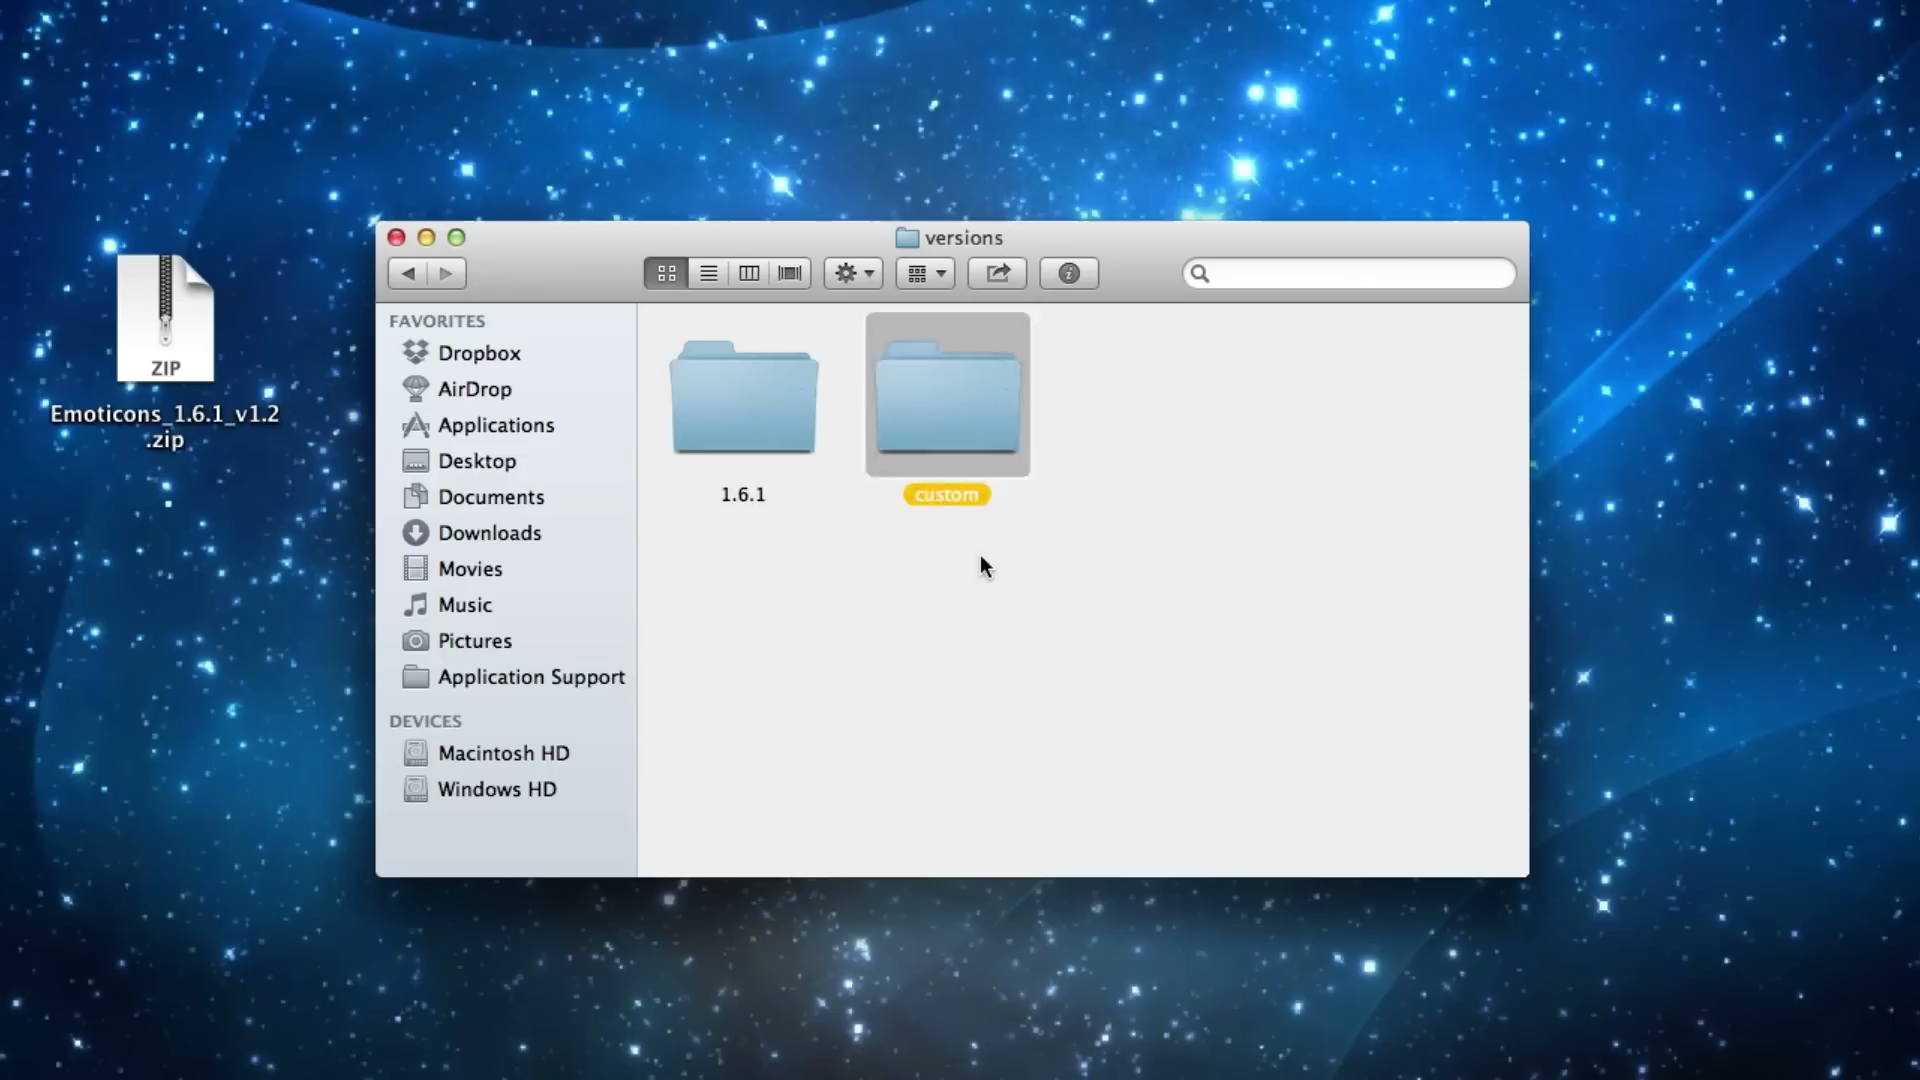 versions
FAVORITES
Dropbox
AirDrop
Applications
Desktop
Documents
Downloads
Movies
Music
Pictures
Application Support
DEVICES
Macintosh HD
Windows HD
1.6.1
custom
ZIP
Emoticons_1.6.1_v1.2
.zip